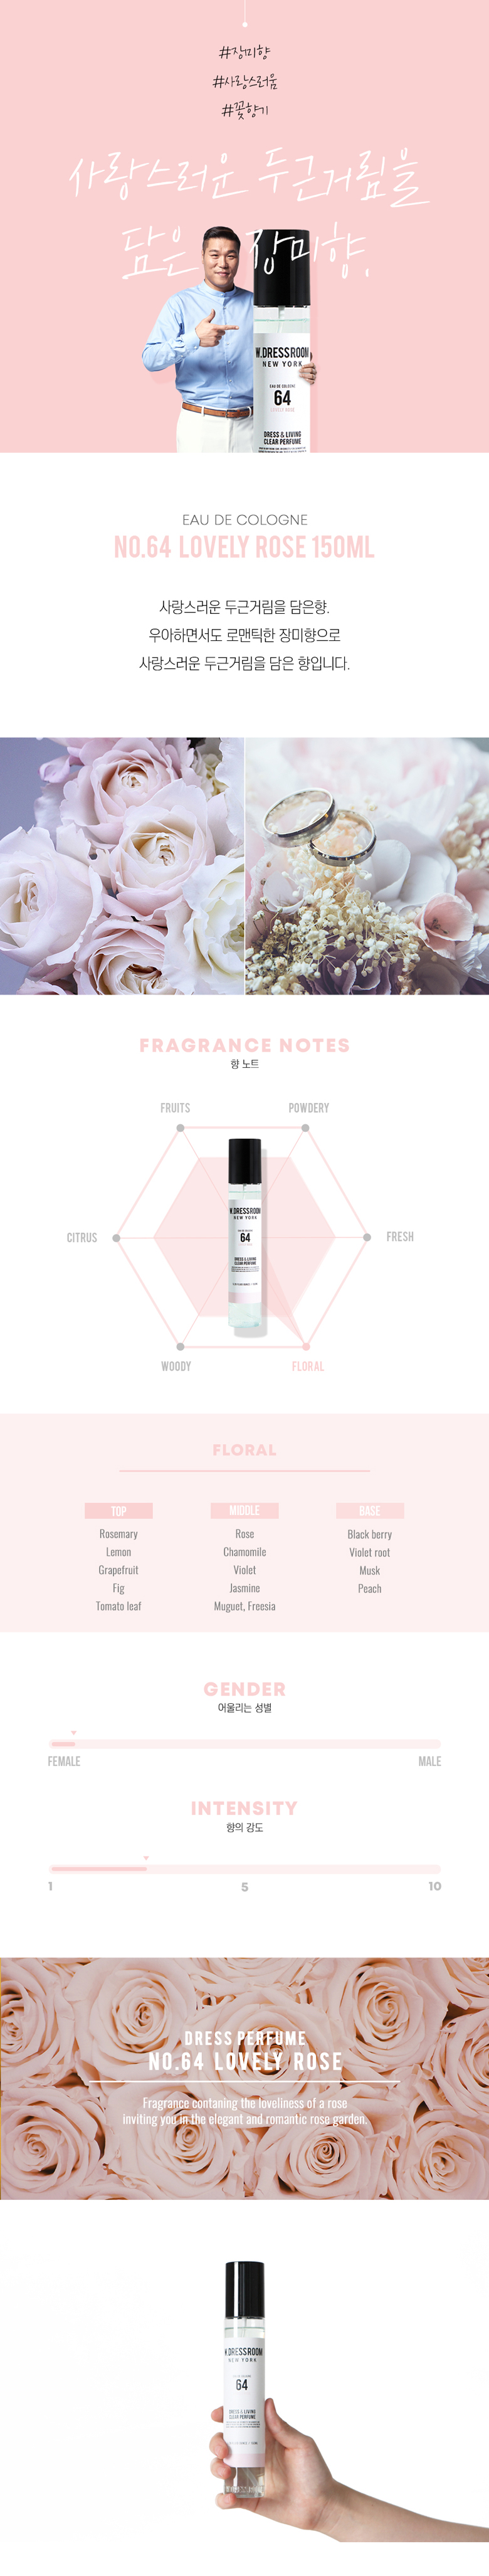 #장미향
#사랑스러움
#꽃향기
사랑스러운 두근거림을
담은 장미향.
W.DRESSROOM
NEW YORK
EAU DE COLOGNE
64
LOVELY ROSE
DRESS & LIVING
CLEAR PERFUME
EAU DE COLOGNE
NO.64 LOVELY ROSE 150ML
사랑스러운 두근거림을 담은향.
우아하면서도 로맨틱한 장미향으로
사랑스러운 두근거림을 담은 향입니다.
FRAGRANCE NOTES
향 노트
FRUITS
POWDERY
CITRUS
W.DRESSROOM
NEW YORK
64
DRESS & LIVING
CLEAR PERFUME
FRESH
WOODY
FLORAL
FLORAL
TOP
MIDDLE
BASE
Rosemary
Rose
Black berry
Lemon
Chamomile
Violet root
Grapefruit
Violet
Musk
Fig
Jasmine
Peach
Tomato leaf
Muguet, Freesia
GENDER
어울리는 성별
FEMALE
MALE
INTENSITY
향의 강도
1
5
10
DRESS PERFUME
NO.64 LOVELY ROSE
Fragrance contaning the loveliness of a rose
inviting you in the elegant and romantic rose garden.
W.DRESSROOM
NEW YORK
64
DRESS & LIVING
CLEAR PERFUME